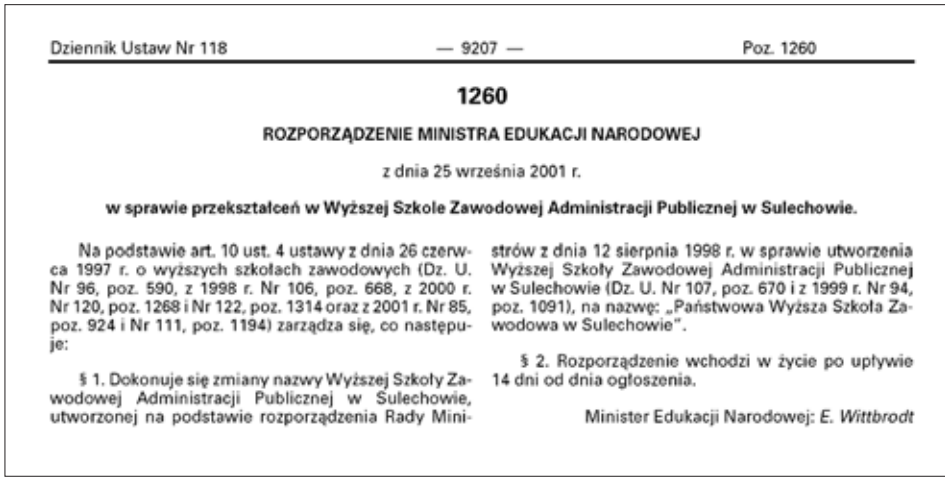 Dziennik Ustaw Nr 118 — 9207 — Poz. 1260
1260
ROZPORZĄDZENIE MINISTRA EDUKACJI NARODOWEJ
z dnia 25 września 2001 r.
w sprawie przekształceń w Wyższej Szkole Zawodowej Administracji Publicznej w Sulechowie.
Na podstawie art. 10 ust. 4 ustawy z dnia 26 czerw-
ca 1997 r. o wyższych szkołach zawodowych (Dz. U.
Nr 96, poz. 590, z 1998 r. Nr 106, poz. 668, z 2000 r.
Nr 120, poz. 1268 i Nr 122, poz. 1314 oraz z 2001 r. Nr 85,
poz. 924 i Nr 111, poz. 1194) zarządza się, co następu-
je:
§ 1. Dokonuje się zmiany nazwy Wyższej Szkoły Za-
wodowej Administracji Publicznej w Sulechowie,
utworzonej na podstawie rozporządzenia Rady Mini-
strów z dnia 12 sierpnia 1998 r. w sprawie utworzenia
Wyższej Szkoły Zawodowej Administracji Publicznej
w Sulechowie (Dz. U. Nr 107, poz. 670 i z 1999 r. Nr 94,
poz. 1091), na nazwę: „Państwowa Wyższa Szkoła Za-
wodowa w Sulechowie”.
§ 2. Rozporządzenie wchodzi w życie po upływie
14 dni od dnia ogłoszenia.
Minister Edukacji Narodowej: E. Wittbrodt